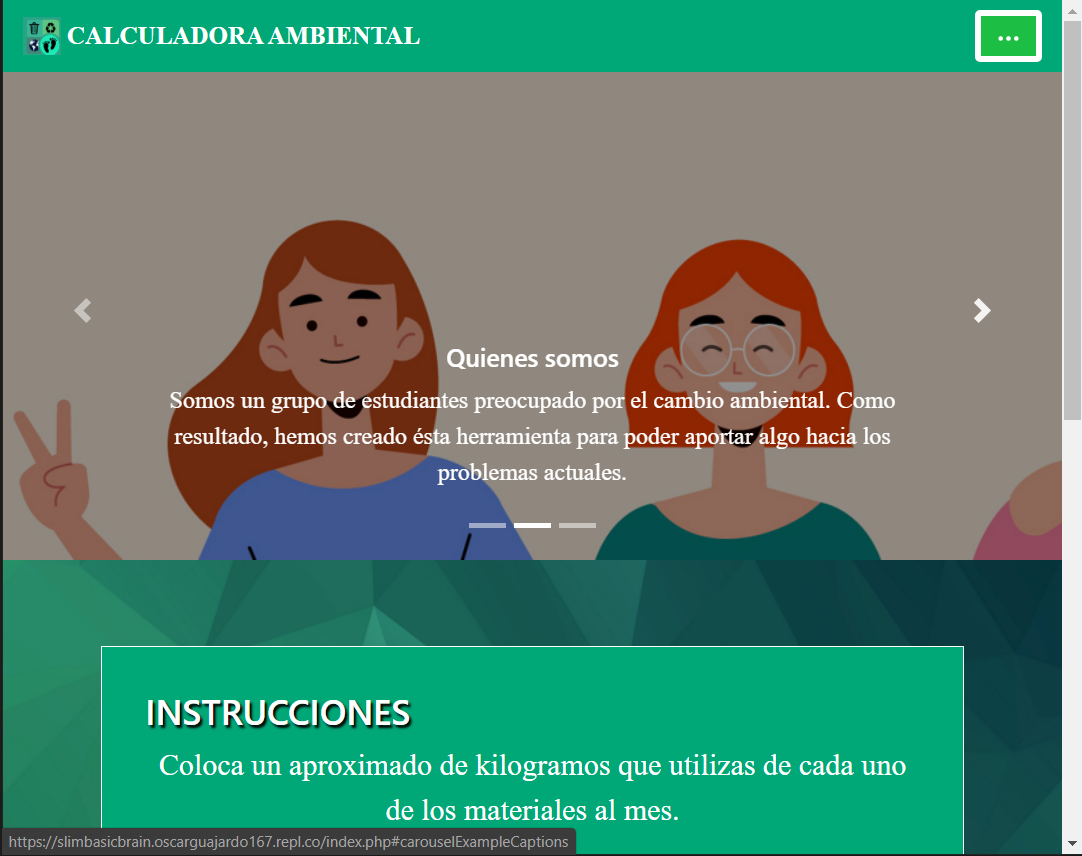 CALCULADORA AMBIENTAL
...
Quienes somos
Somos un grupo de estudiantes preocupado por el cambio ambiental. Como
resultado, hemos creado ésta herramienta para poder aportar algo hacia los
problemas actuales.
INSTRUCCIONES
Coloca un aproximado de kilogramos que utilizas de cada uno
de los materiales al mes.
https://slimbasicbrain.oscarguajardo167.repl.co/index.php#carouselExampleCaptions